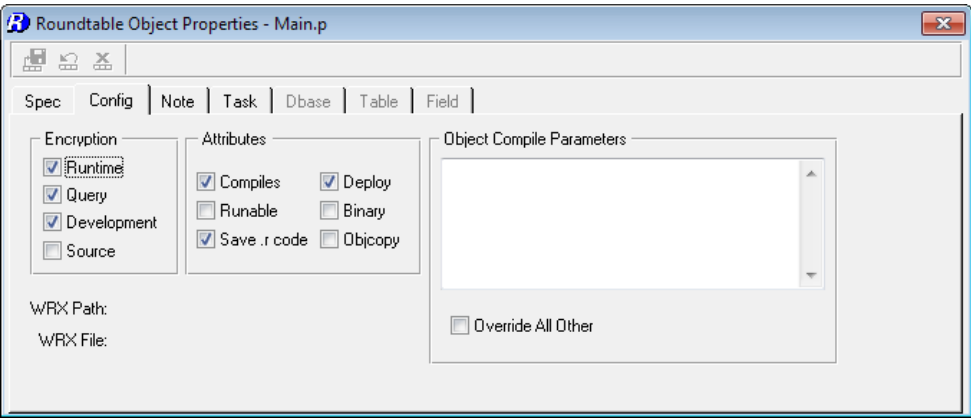 Roundtable Object Properties - Main.p
Spec Config Note Task Dbase Table Field
Encryption
Runtime
Query
Development
Source
Attributes
Compiles Deploy
Runable Binary
Save .r code Objcopy
Object Compile Parameters
Override All Other
WRX Path:
WRX File: